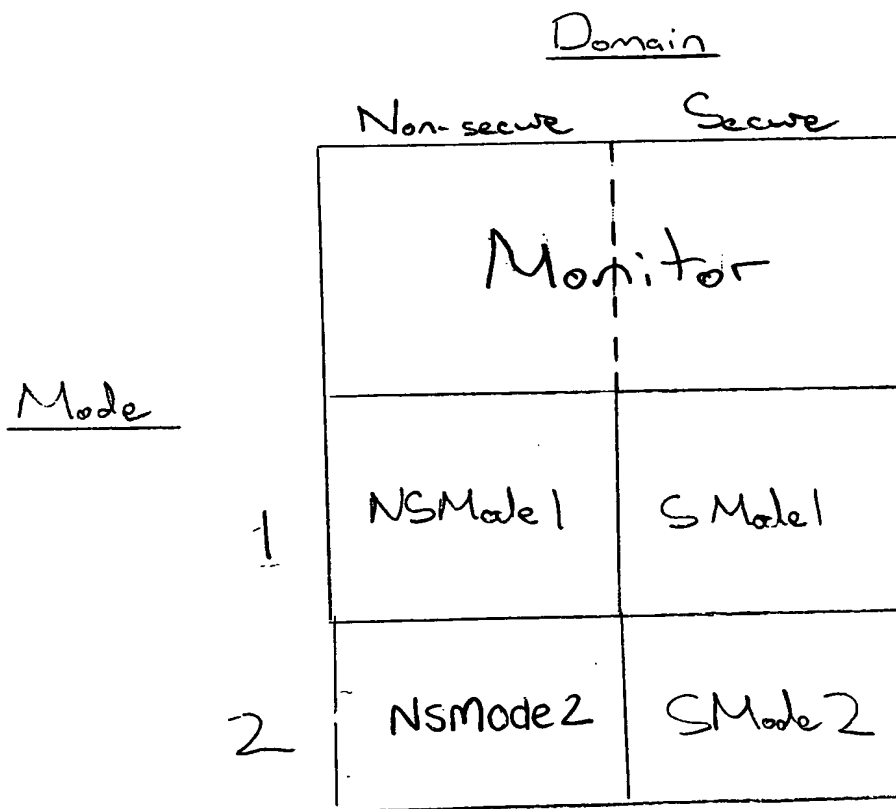 Domain
Non-secure Secure
Monitor
Mode
1 NSMode1 SMode1
2 NSMode2 SMode2